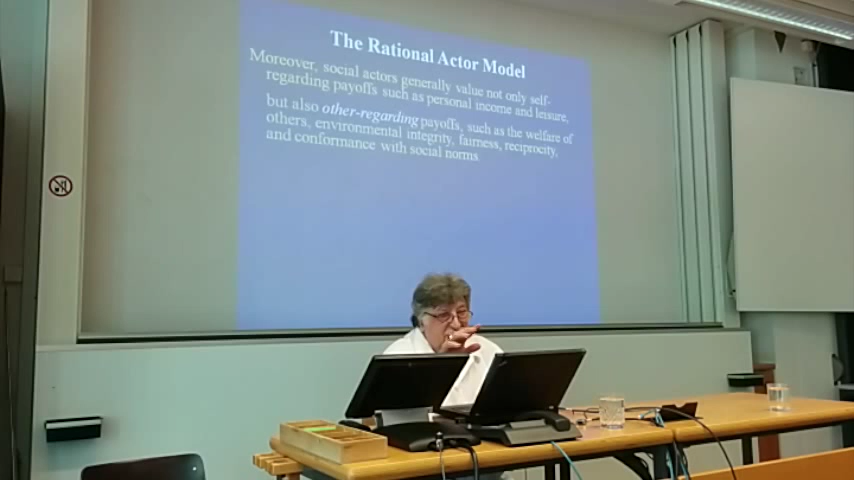 The Rational Actor Model
Moreover, social actors generally value not only self-
regarding payoffs such as personal income and leisure,
but also other-regarding payoffs, such as the welfare of
others, environmental integrity, fairness, reciprocity,
and conformance with social norms